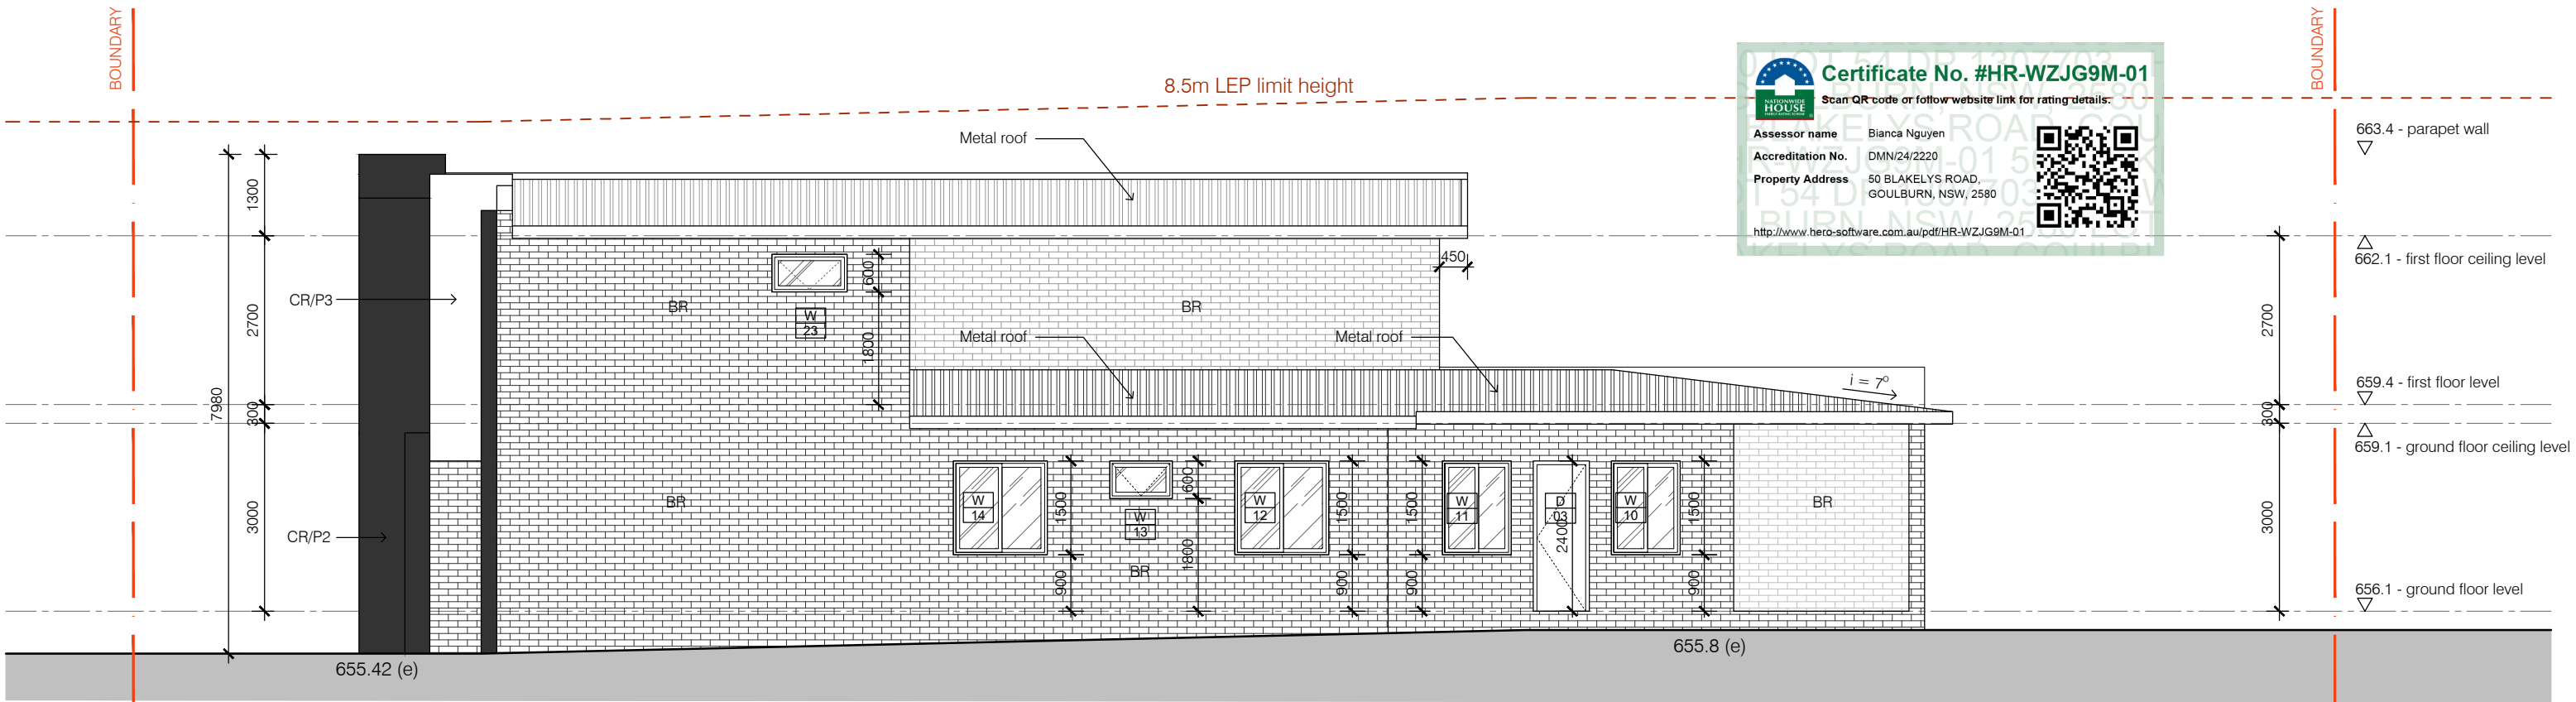 BOUNDARY
BOUNDARY
8.5m LEP limit height
Certificate No. #HR-WZJG9M-01
Scan QR code or follow website link for rating details.
NATIONWIDE
HOUSE
Assessor name Bianca Nguyen
Accreditation No. DMN/24/2220
Property Address 50 BLAKELYS ROAD,
GOULBURN, NSW, 2580
http://www.hero-software.com.au/pdf/HR-WZJG9M-01
663.4 - parapet wall
662.1 - first floor ceiling level
659.4 - first floor level
659.1 - ground floor ceiling level
656.1 - ground floor level
Metal roof
Metal roof
Metal roof
CR/P3
CR/P2
7980
1300
2700
300
3000
BR
BR
BR
BR
BR
W
23
600
1800
450
i = 7°
W
14
1500
900
W
13
600
1800
W
12
1500
900
1500
900
W
11
D
03
2400
W
10
1500
900
2700
300
3000
655.42 (e)
655.8 (e)